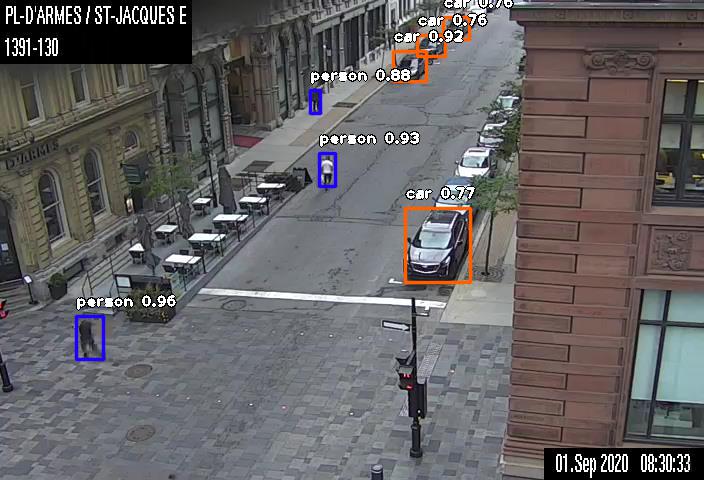 PL-D'ARMES / ST-JACQUES E
1391-130
car 0.76
car 0.76
car 0.92
person 0.88
person 0.93
car 0.77
person 0.96
D'ARMES
01.Sep 2020 08:30:33